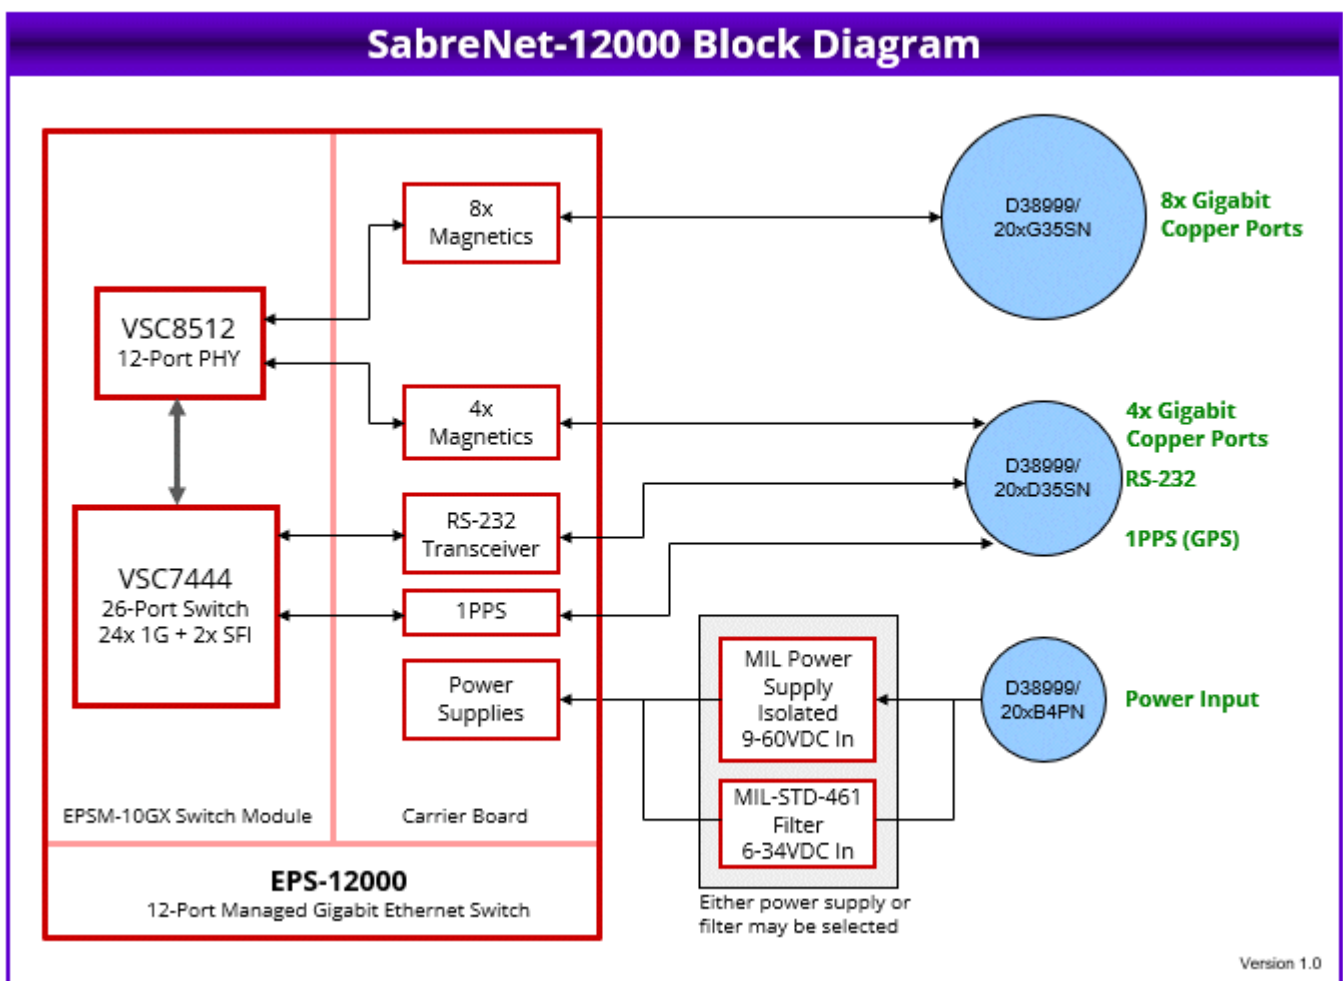 SabreNet-12000 Block Diagram
8x
Magnetics
D38999/
20xG35SN
8x Gigabit
Copper Ports
VSC8512
12-Port PHY
4x
Magnetics
D38999/
20xD35SN
4x Gigabit
Copper Ports
RS-232
1PPS (GPS)
RS-232
Transceiver
VSC7444
26-Port Switch
24x 1G + 2x SFI
1PPS
Power
Supplies
MIL Power
Supply
Isolated
9-60VDC In
D38999/
20xB4PN
Power Input
MIL-STD-461
Filter
6-34VDC In
EPSM-10GX Switch Module
Carrier Board
EPS-12000
12-Port Managed Gigabit Ethernet Switch
Either power supply or
filter may be selected
Version 1.0